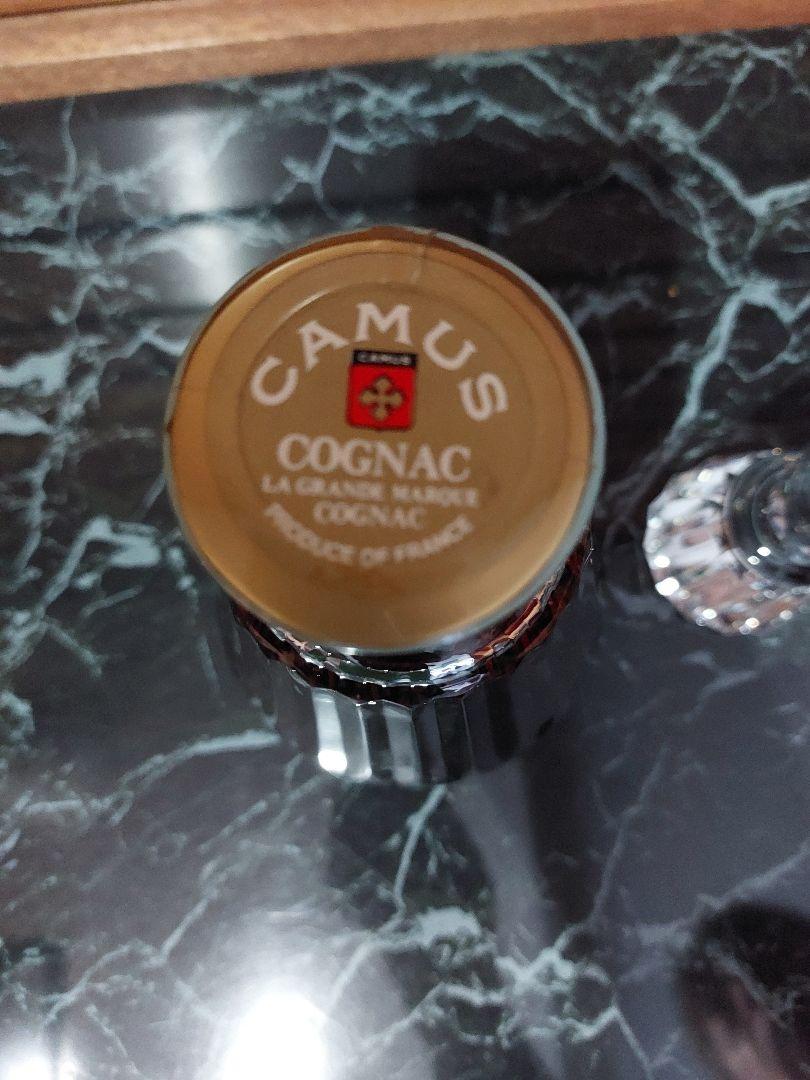 CAMUS
CAMUS
COGNAC
LA GRANDE MARQUE
COGNAC
PRODUCE OF FRANCE